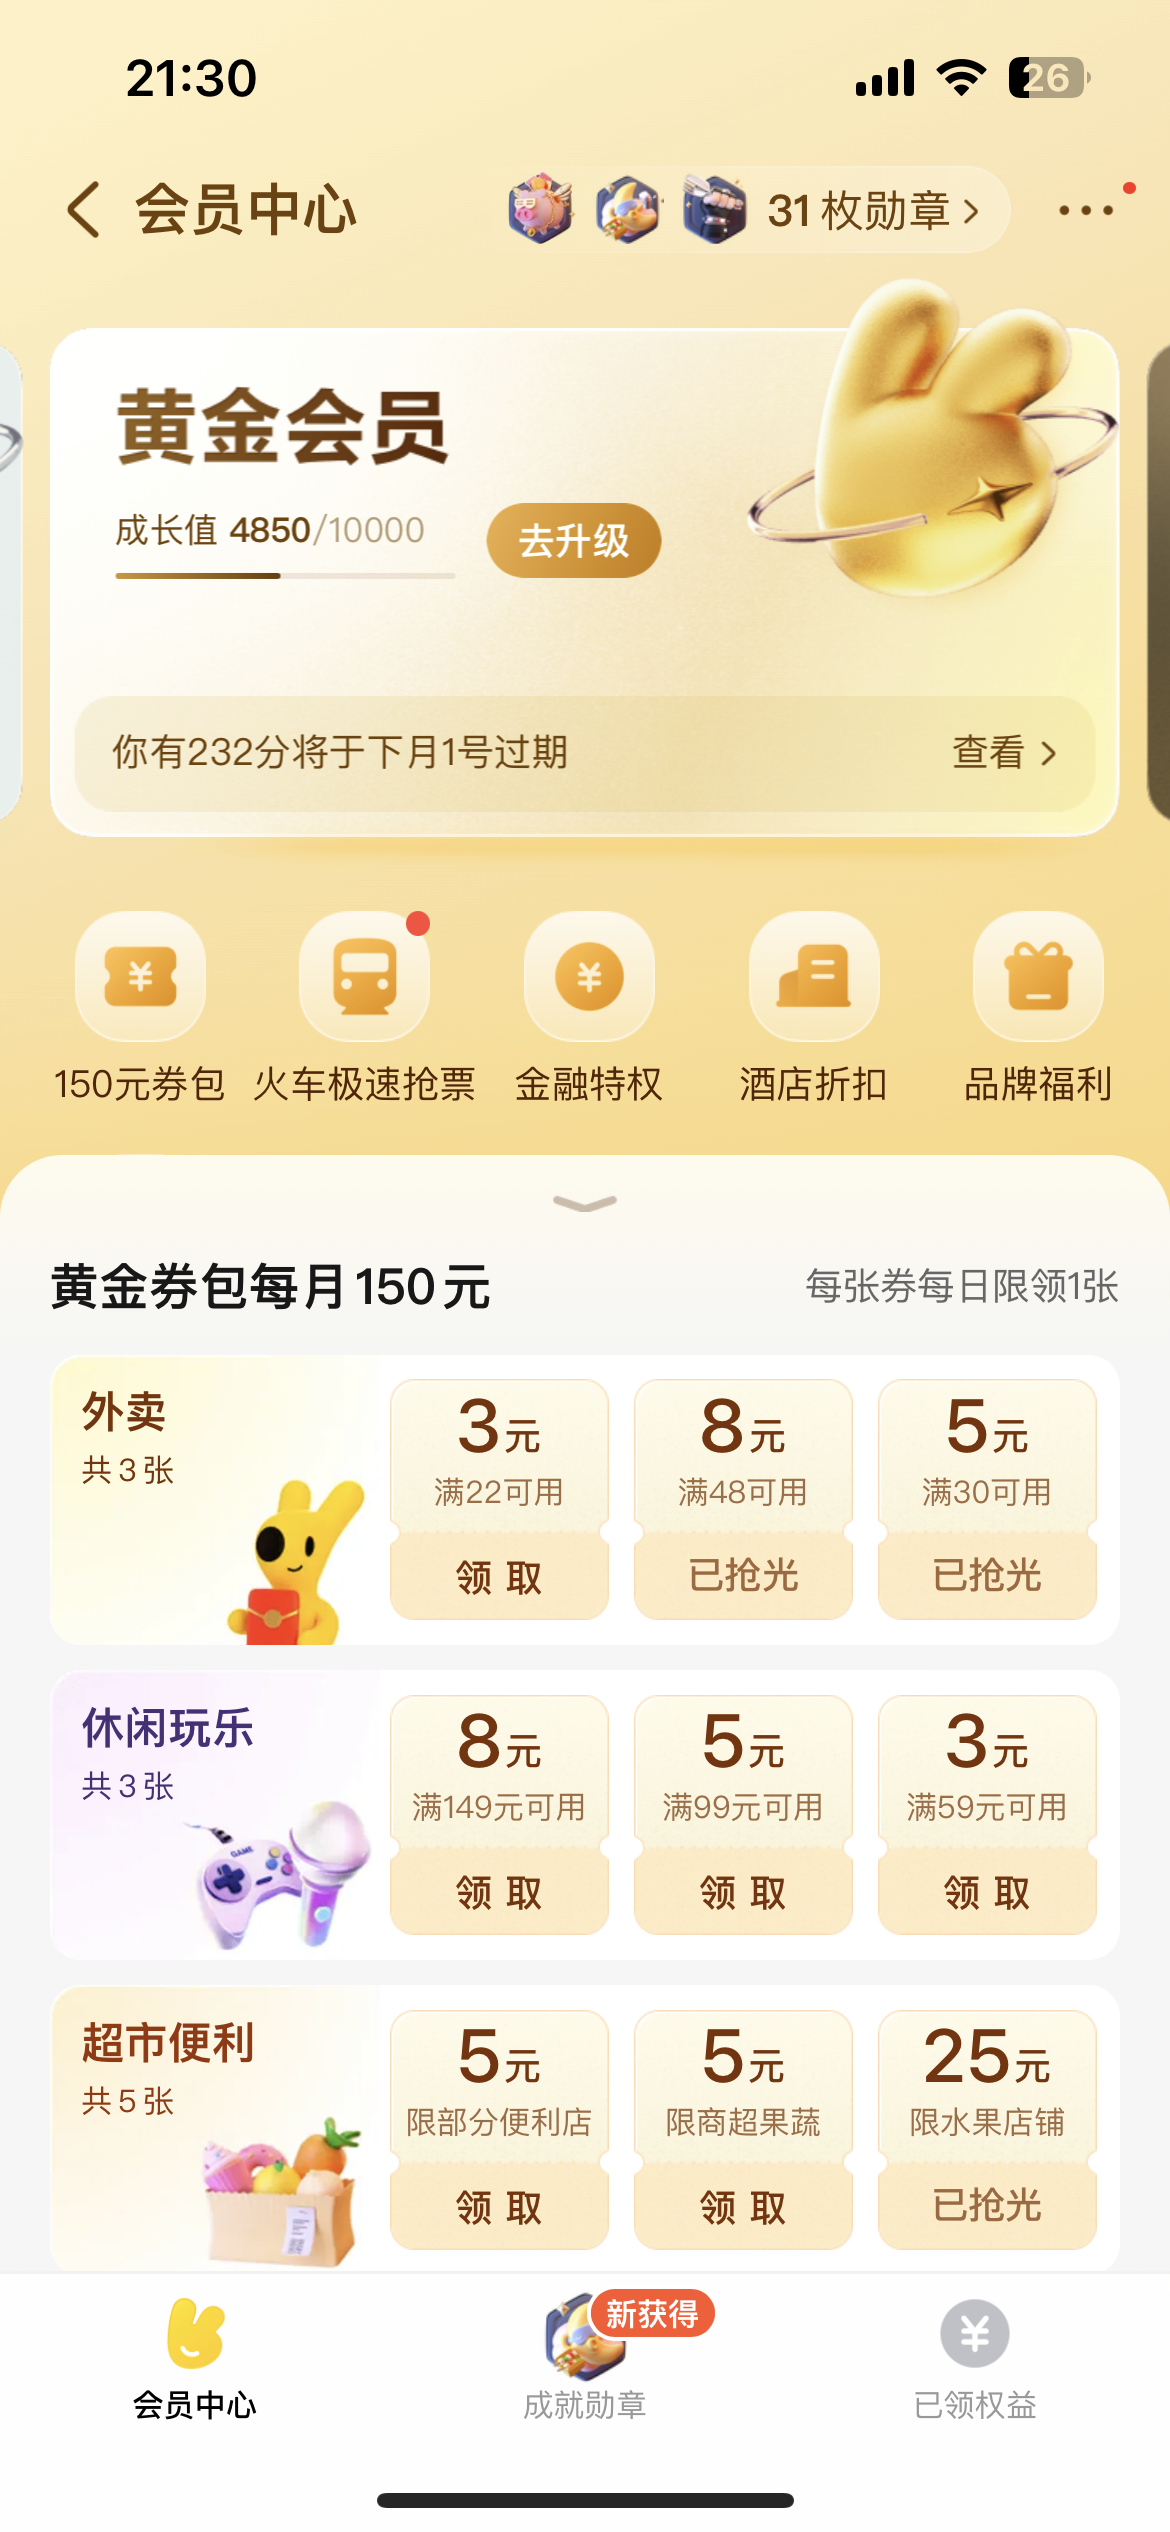 21:30
26
会员中心
31枚勋章
黄金会员
成长值 4850/10000
去升级
你有232分将于下月1号过期
查看
150元券包
火车极速抢票
金融特权
酒店折扣
品牌福利
黄金券包每月150元
每张券每日限领1张
外卖
共3张
3元
满22可用
领取
8元
满48可用
已抢光
5元
满30可用
已抢光
休闲玩乐
共3张
GAME
8元
满149元可用
领取
5元
满99元可用
领取
3元
满59元可用
领取
超市便利
共5张
5元
限部分便利店
领取
5元
限商超果蔬
领取
25元
限水果店铺
已抢光
新获得
会员中心
成就勋章
已领权益